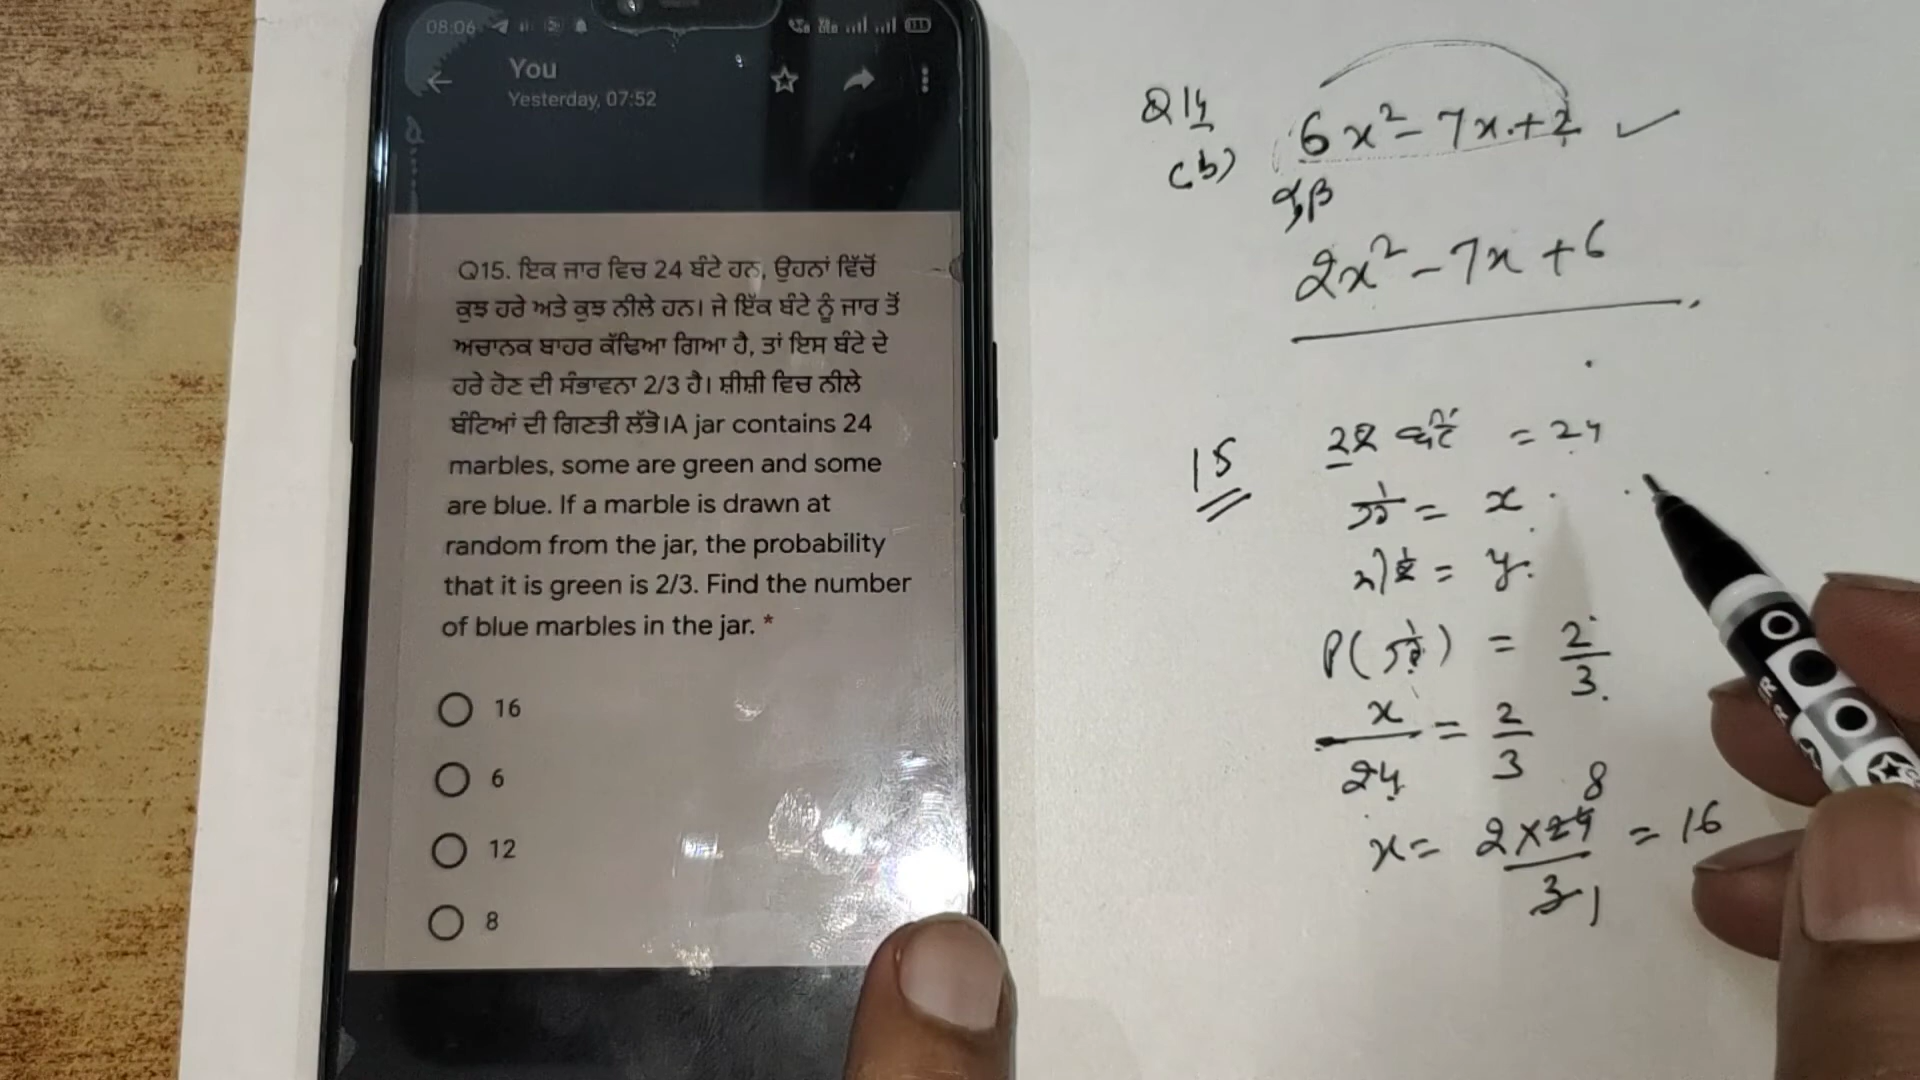 08:06
You
Yesterday, 07:52
Q15. ਇਕ ਜਾਰ ਵਿਚ 24 ਬੰਟੇ ਹਨ, ਉਹਨਾਂ ਵਿੱਚੋਂ
ਕੁਝ ਹਰੇ ਅਤੇ ਕੁਝ ਨੀਲੇ ਹਨ। ਜੇ ਇੱਕ ਬੰਟੇ ਨੂੰ ਜਾਰ ਤੋਂ
ਅਚਾਨਕ ਬਾਹਰ ਕੱਢਿਆ ਗਿਆ ਹੈ, ਤਾਂ ਇਸ ਬੰਟੇ ਦੇ
ਹਰੇ ਹੋਣ ਦੀ ਸੰਭਾਵਨਾ 2/3 ਹੈ। ਸ਼ੀਸ਼ੀ ਵਿਚ ਨੀਲੇ
ਬੰਟਿਆਂ ਦੀ ਗਿਣਤੀ ਲੱਭੋ।A jar contains 24
marbles, some are green and some
are blue. If a marble is drawn at
random from the jar, the probability
that it is green is 2/3. Find the number
of blue marbles in the jar. *
16
6
12
8
Q14
(b) 6x² - 7x + 2 ✓
α,β
2x² - 7x + 6
15
= 24
ਹਰੇ = x
ਨੀਲੇ = y
P(ਹਰੇ) = 2/3
x/24 = 2/3
8
x = 2×24/3 = 16
1